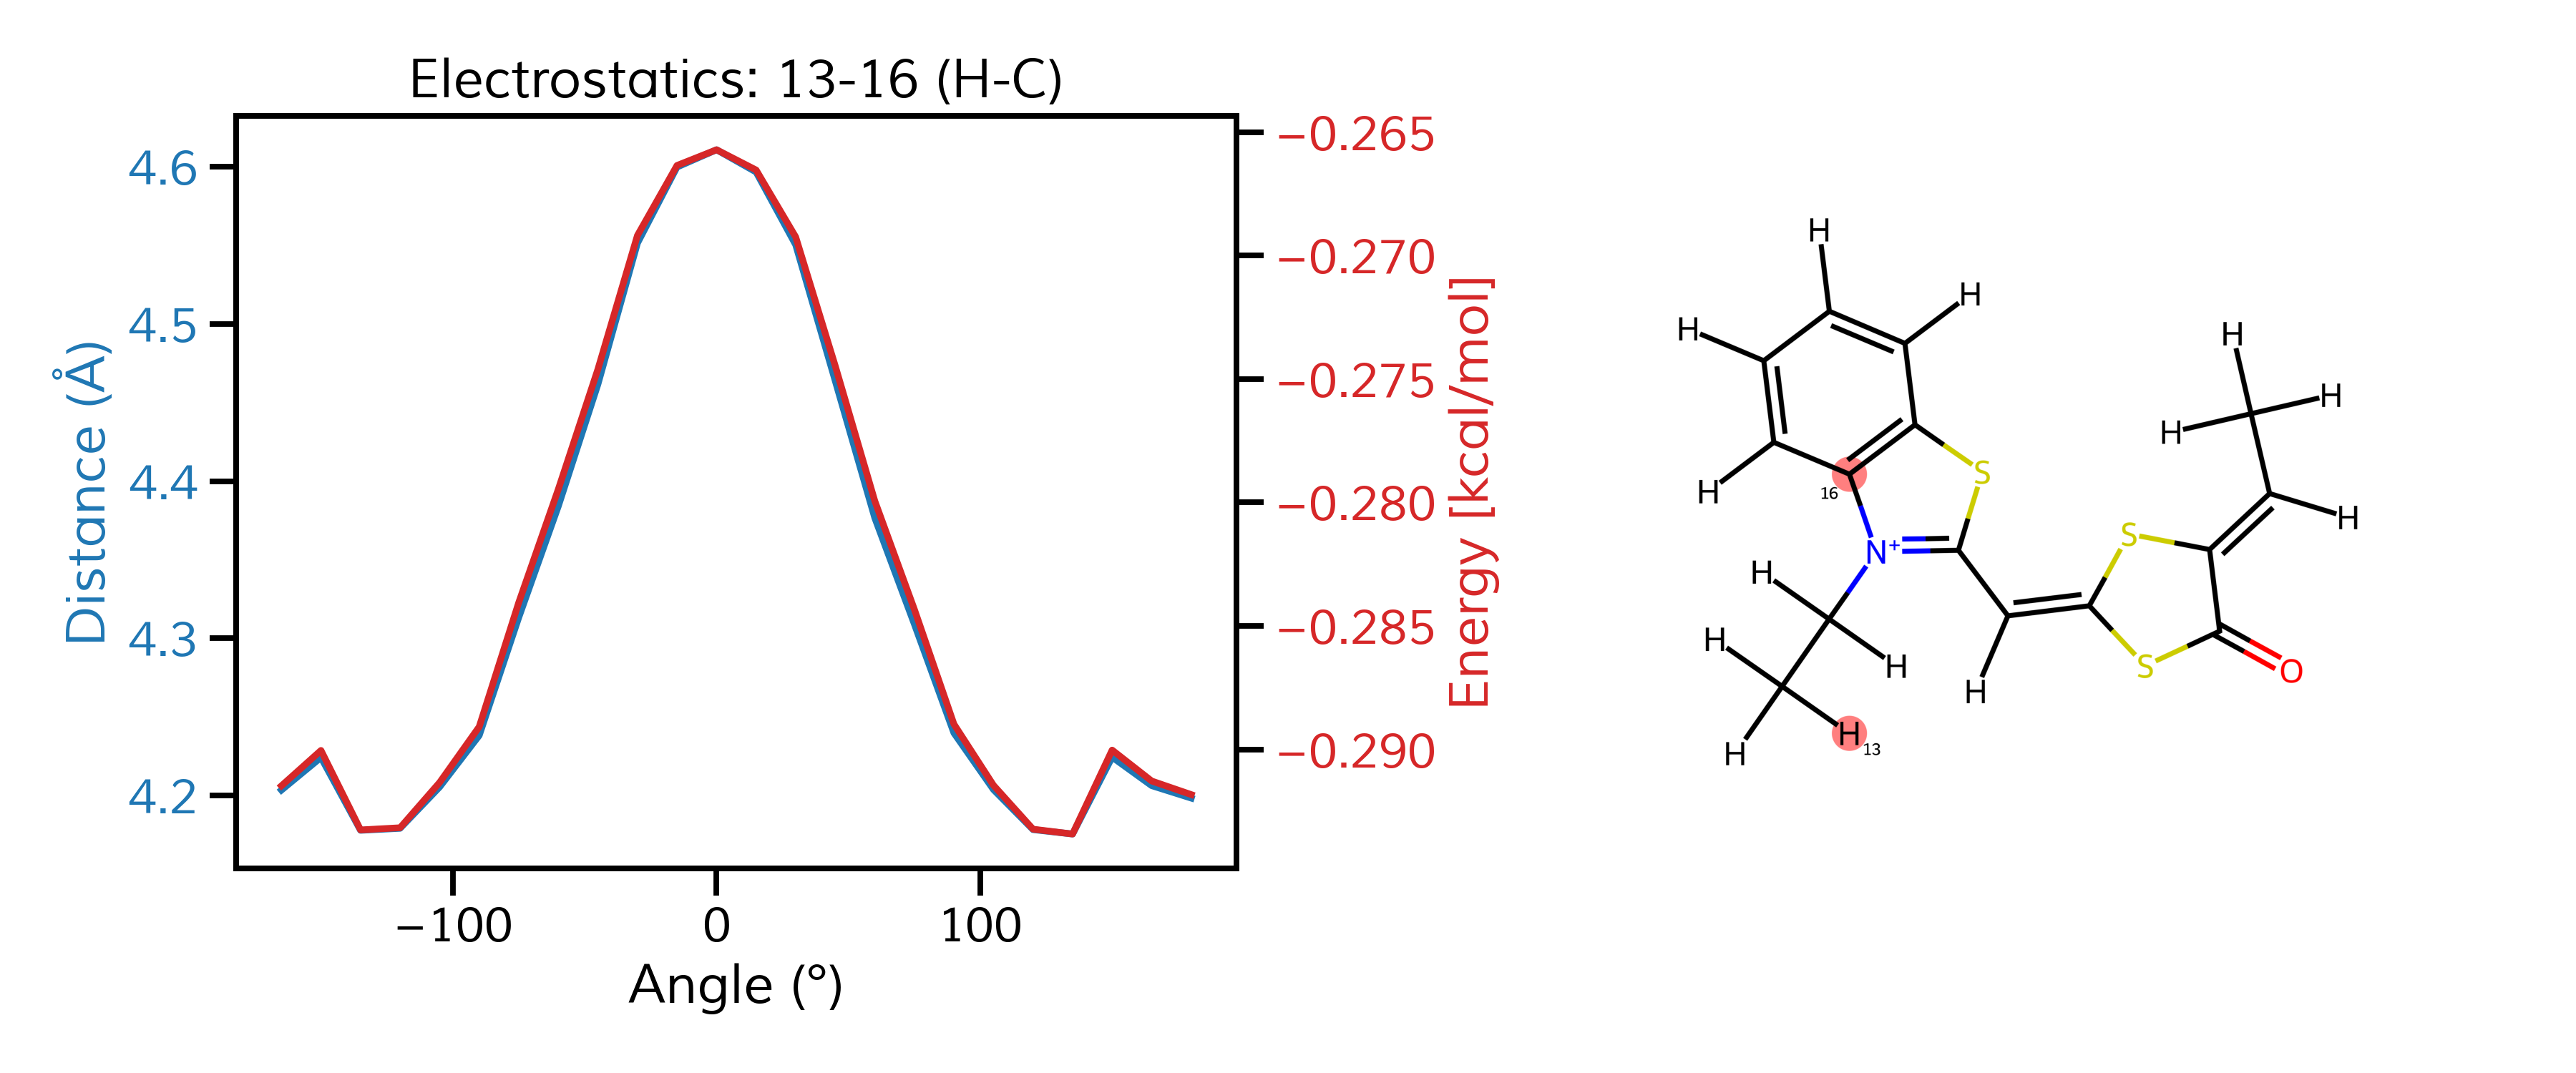 Electrostatics: 13-16 (H-C)
4.6
4.5
4.4
4.3
4.2
Distance (Å)
−0.265
−0.270
−0.275
−0.280
−0.285
−0.290
Energy [kcal/mol]
−100
0
100
Angle (°)
H
H
H
H
H
H
H
S
16
H
S
H
N+
H
H
H
S
O
H
H
13
H